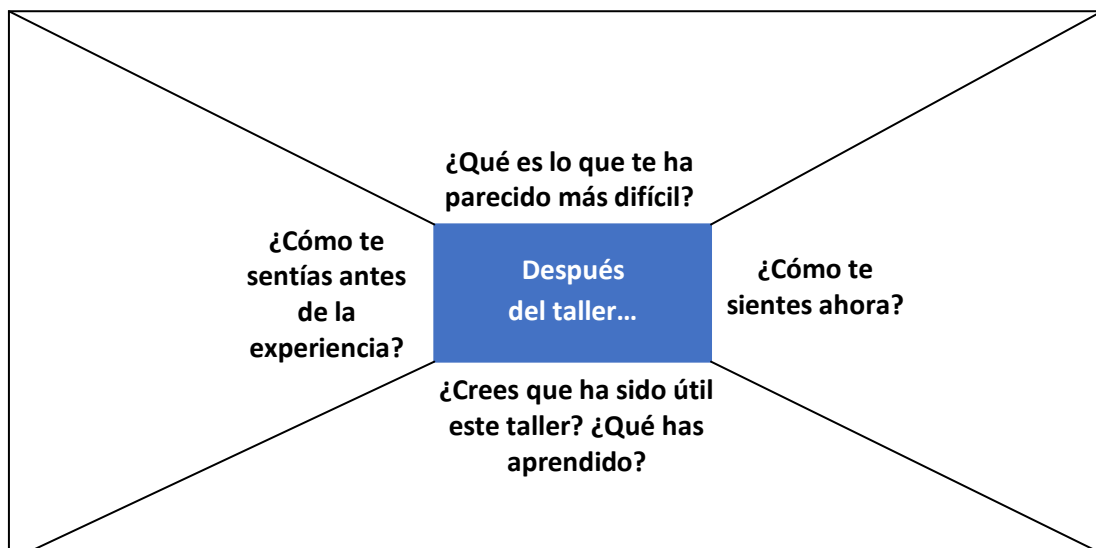 ¿Qué es lo que te ha
parecido más difícil?
¿Cómo te
sentías antes
de la
experiencia?
Después
del taller…
¿Cómo te
sientes ahora?
¿Crees que ha sido útil
este taller? ¿Qué has
aprendido?